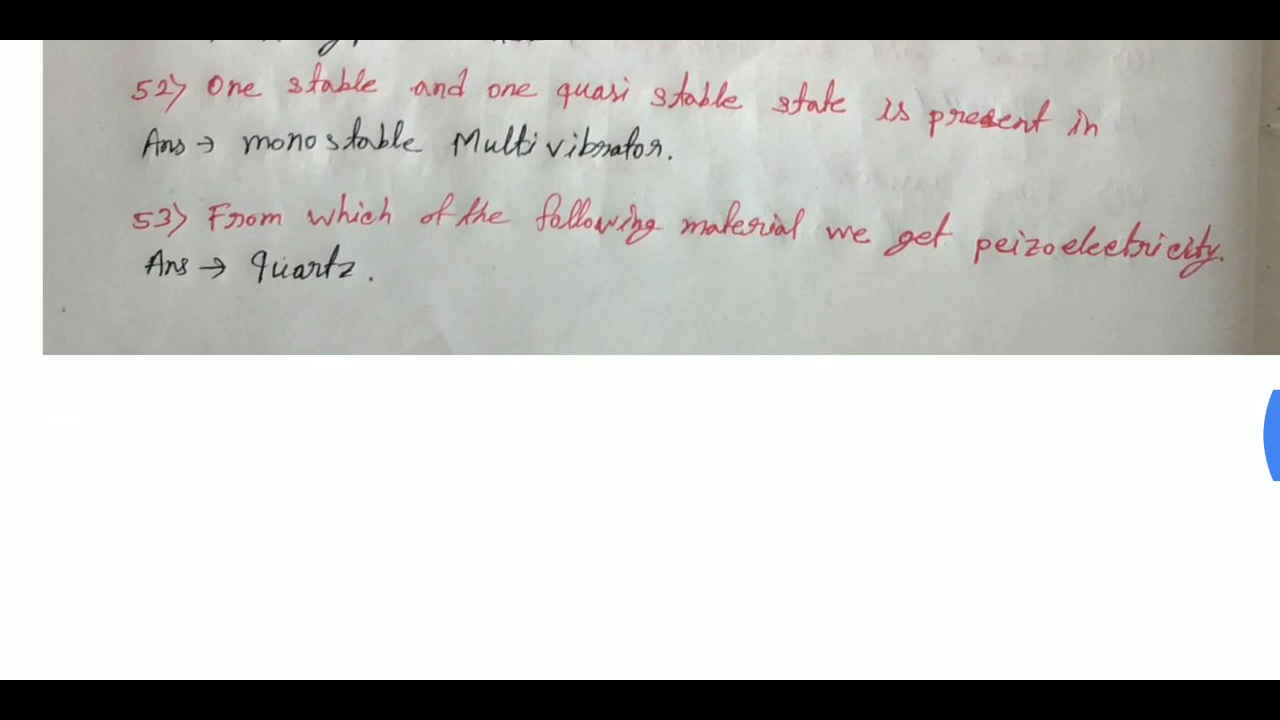 52) One stable and one quasi stable state is present in
Ans → monostable Multivibrator.
53) From which of the following material we get peizoelectricity.
Ans → quartz.